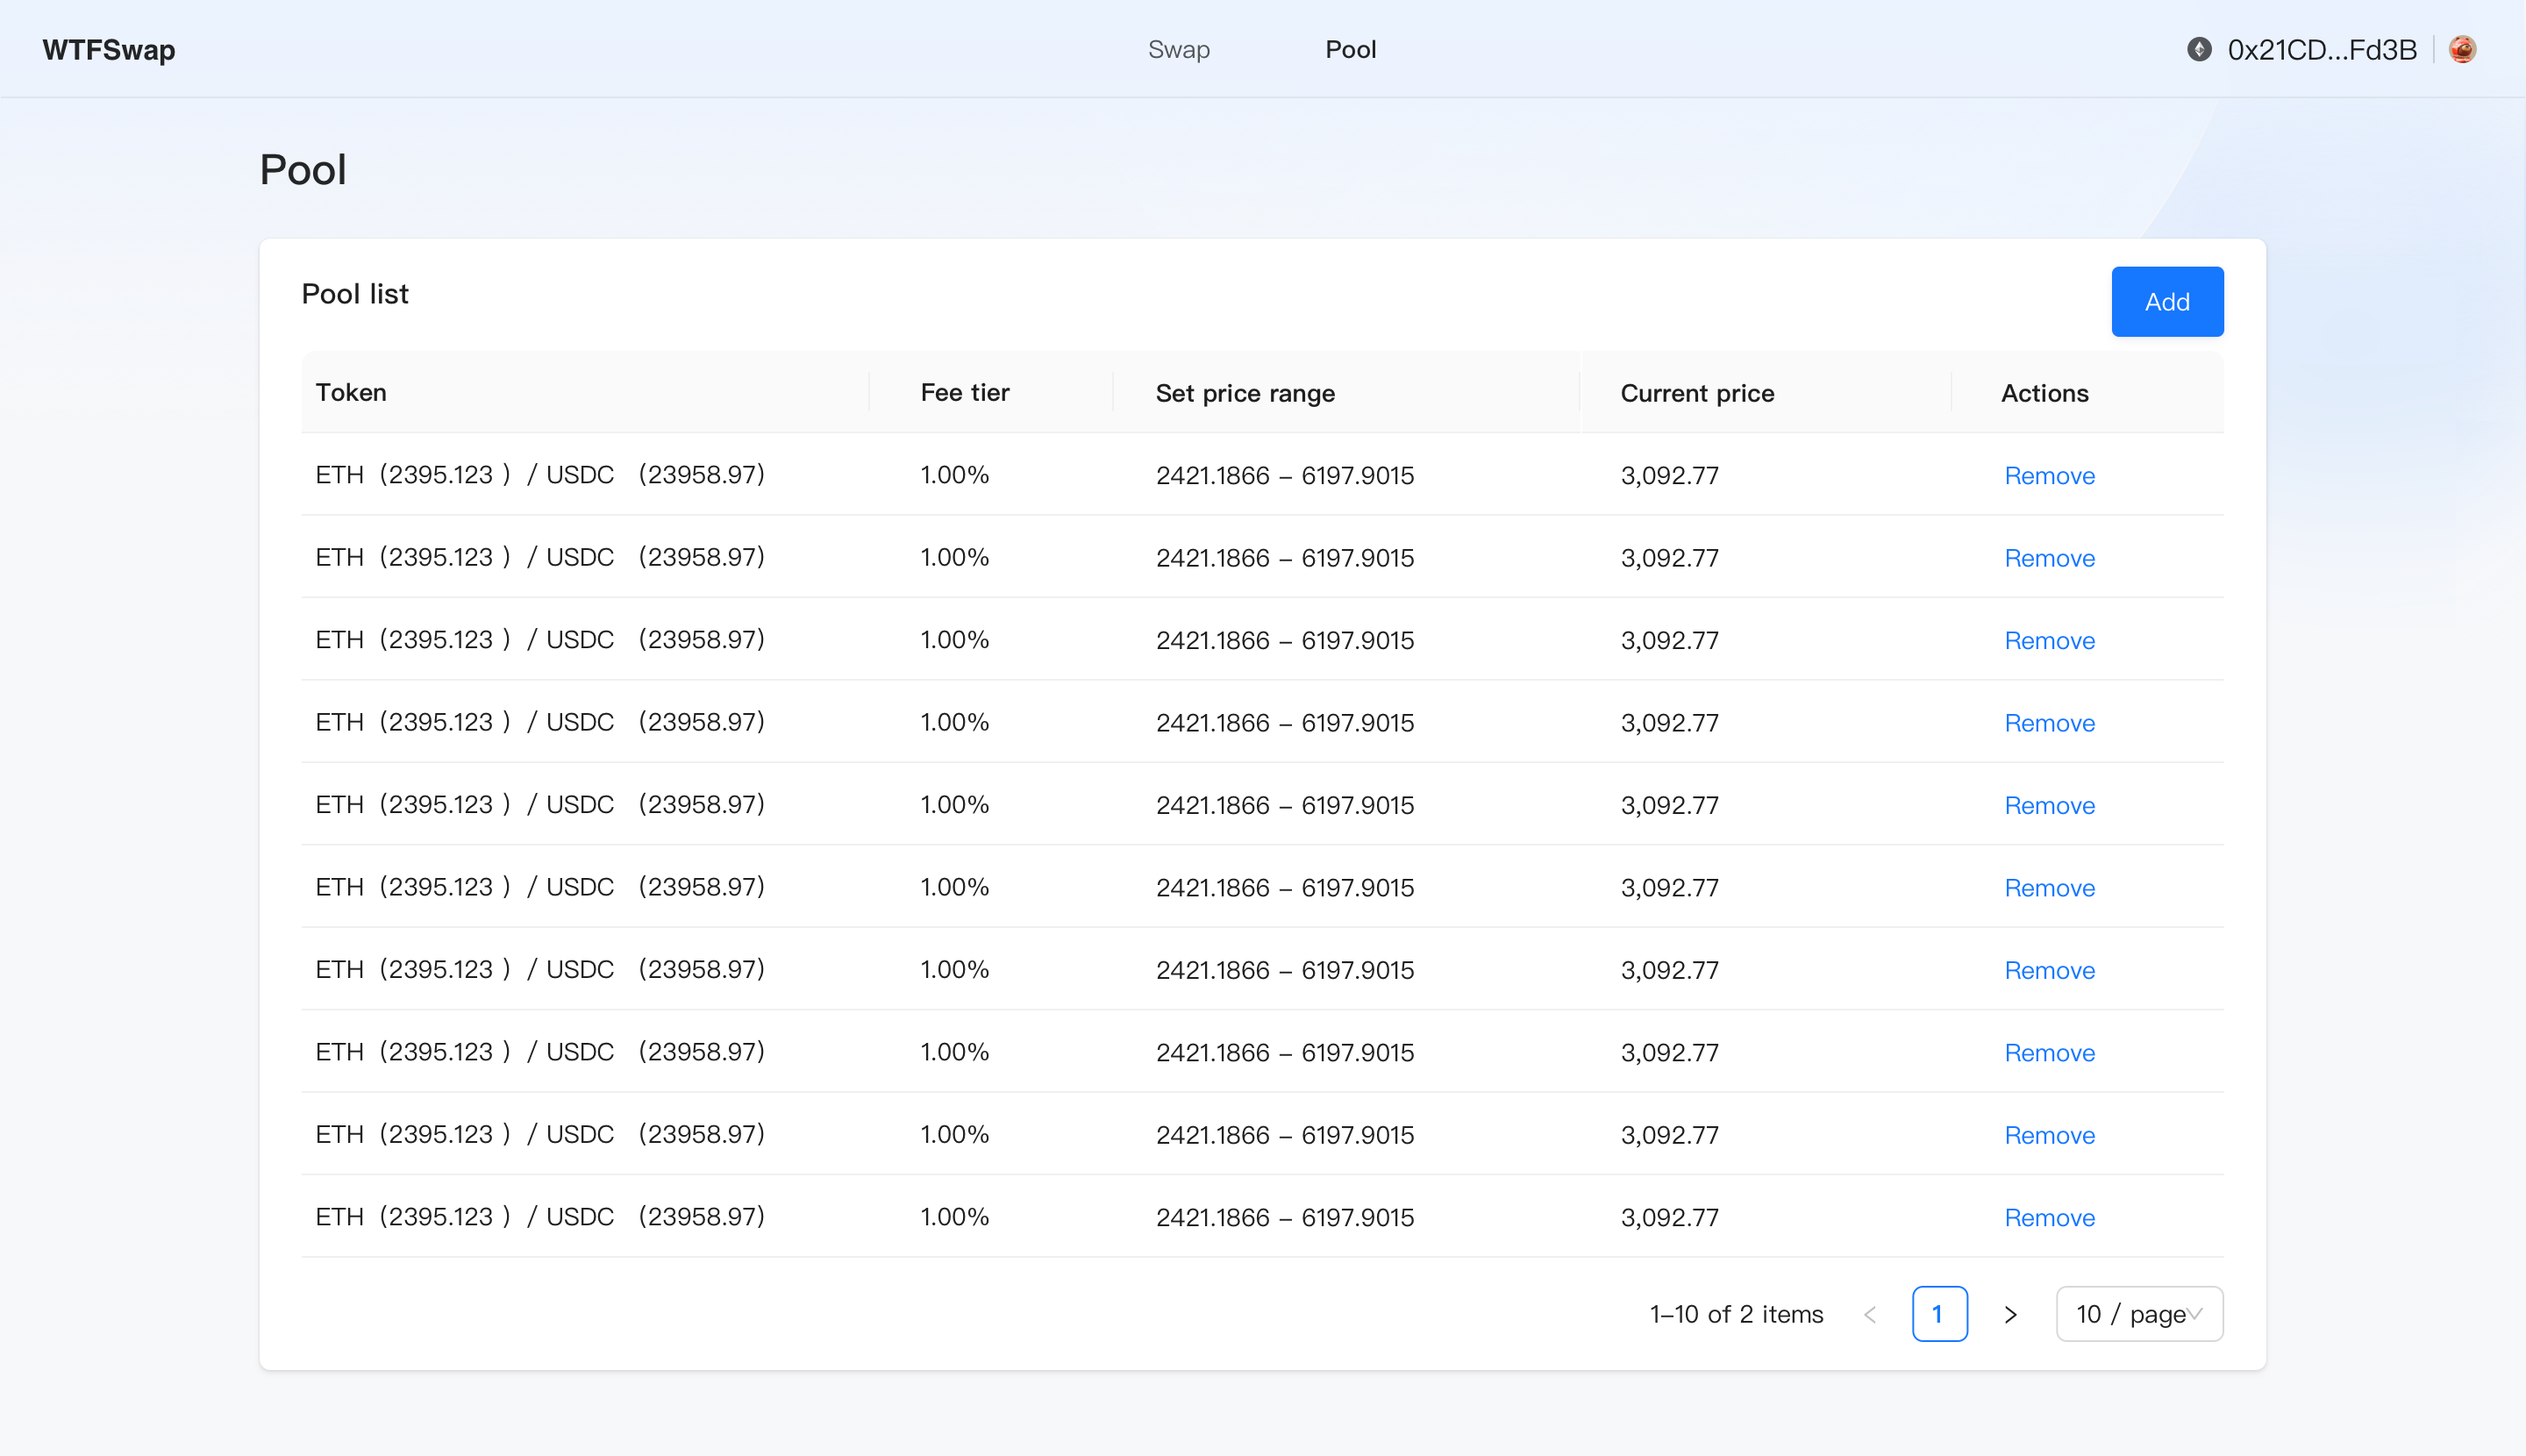 WTFSwap Swap Pool 0x21CD...Fd3B
Pool
Pool list Add
Token Fee tier Set price range Current price Actions
ETH（2395.123 ）/ USDC （23958.97） 1.00% 2421.1866 – 6197.9015 3,092.77 Remove
ETH（2395.123 ）/ USDC （23958.97） 1.00% 2421.1866 – 6197.9015 3,092.77 Remove
ETH（2395.123 ）/ USDC （23958.97） 1.00% 2421.1866 – 6197.9015 3,092.77 Remove
ETH（2395.123 ）/ USDC （23958.97） 1.00% 2421.1866 – 6197.9015 3,092.77 Remove
ETH（2395.123 ）/ USDC （23958.97） 1.00% 2421.1866 – 6197.9015 3,092.77 Remove
ETH（2395.123 ）/ USDC （23958.97） 1.00% 2421.1866 – 6197.9015 3,092.77 Remove
ETH（2395.123 ）/ USDC （23958.97） 1.00% 2421.1866 – 6197.9015 3,092.77 Remove
ETH（2395.123 ）/ USDC （23958.97） 1.00% 2421.1866 – 6197.9015 3,092.77 Remove
ETH（2395.123 ）/ USDC （23958.97） 1.00% 2421.1866 – 6197.9015 3,092.77 Remove
ETH（2395.123 ）/ USDC （23958.97） 1.00% 2421.1866 – 6197.9015 3,092.77 Remove
1–10 of 2 items < 1 > 10 / page